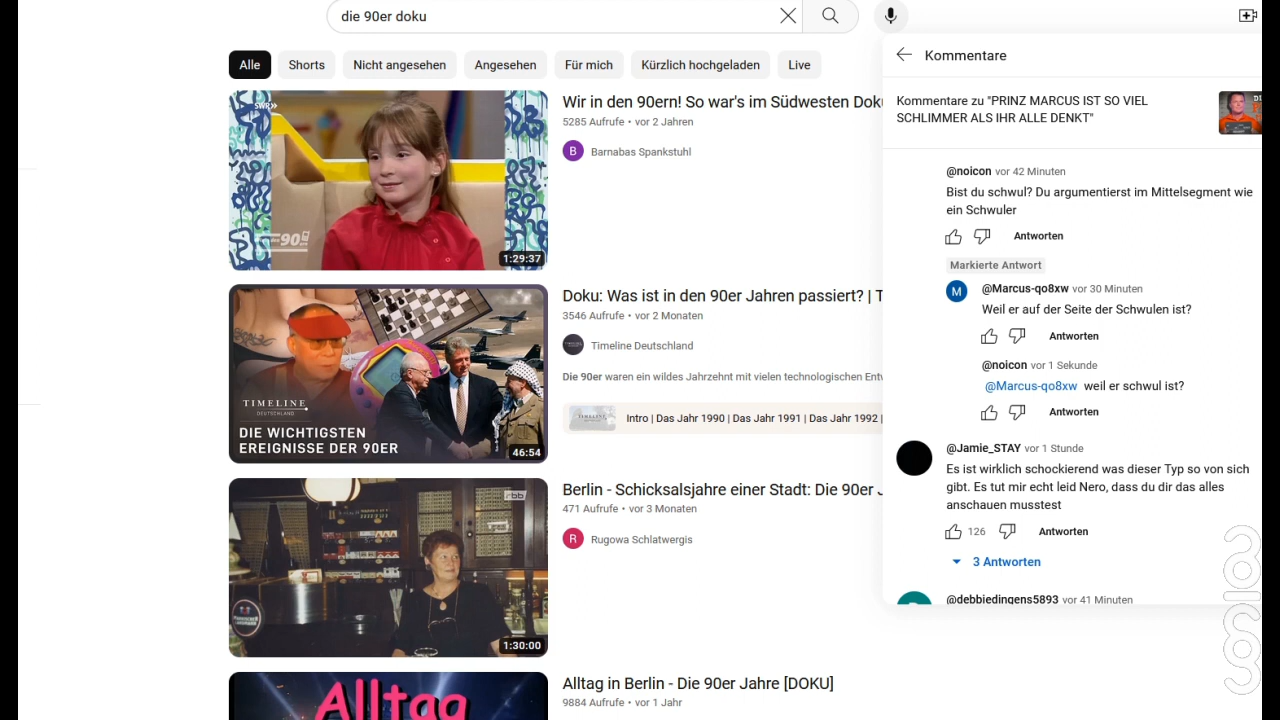 die 90er doku
Alle
Shorts
Nicht angesehen
Angesehen
Für mich
Kürzlich hochgeladen
Live
SWR»
90
1:29:37
Wir in den 90ern! So war's im Südwesten Dok
5285 Aufrufe • vor 2 Jahren
B
Barnabas Spankstuhl
TIMELINE
DEUTSCHLAND
DIE WICHTIGSTEN
EREIGNISSE DER 90ER
46:54
Doku: Was ist in den 90er Jahren passiert? | T
3546 Aufrufe • vor 2 Monaten
Timeline Deutschland
Die 90er waren ein wildes Jahrzehnt mit vielen technologischen Entw
Intro | Das Jahr 1990 | Das Jahr 1991 | Das Jahr 1992 |
rbb
1:30:00
Berlin - Schicksalsjahre einer Stadt: Die 90er J
471 Aufrufe • vor 3 Monaten
R
Rugowa Schlatwergis
Alltag
Alltag in Berlin - Die 90er Jahre [DOKU]
9884 Aufrufe • vor 1 Jahr
Kommentare
Kommentare zu "PRINZ MARCUS IST SO VIEL
SCHLIMMER ALS IHR ALLE DENKT"
@noicon vor 42 Minuten
Bist du schwul? Du argumentierst im Mittelsegment wie
ein Schwuler
Antworten
Markierte Antwort
M
@Marcus-qo8xw vor 30 Minuten
Weil er auf der Seite der Schwulen ist?
Antworten
@noicon vor 1 Sekunde
@Marcus-qo8xw weil er schwul ist?
Antworten
@Jamie_STAY vor 1 Stunde
Es ist wirklich schockierend was dieser Typ so von sich
gibt. Es tut mir echt leid Nero, dass du dir das alles
anschauen musstest
126
Antworten
3 Antworten
@debbiedingens5893 vor 41 Minuten